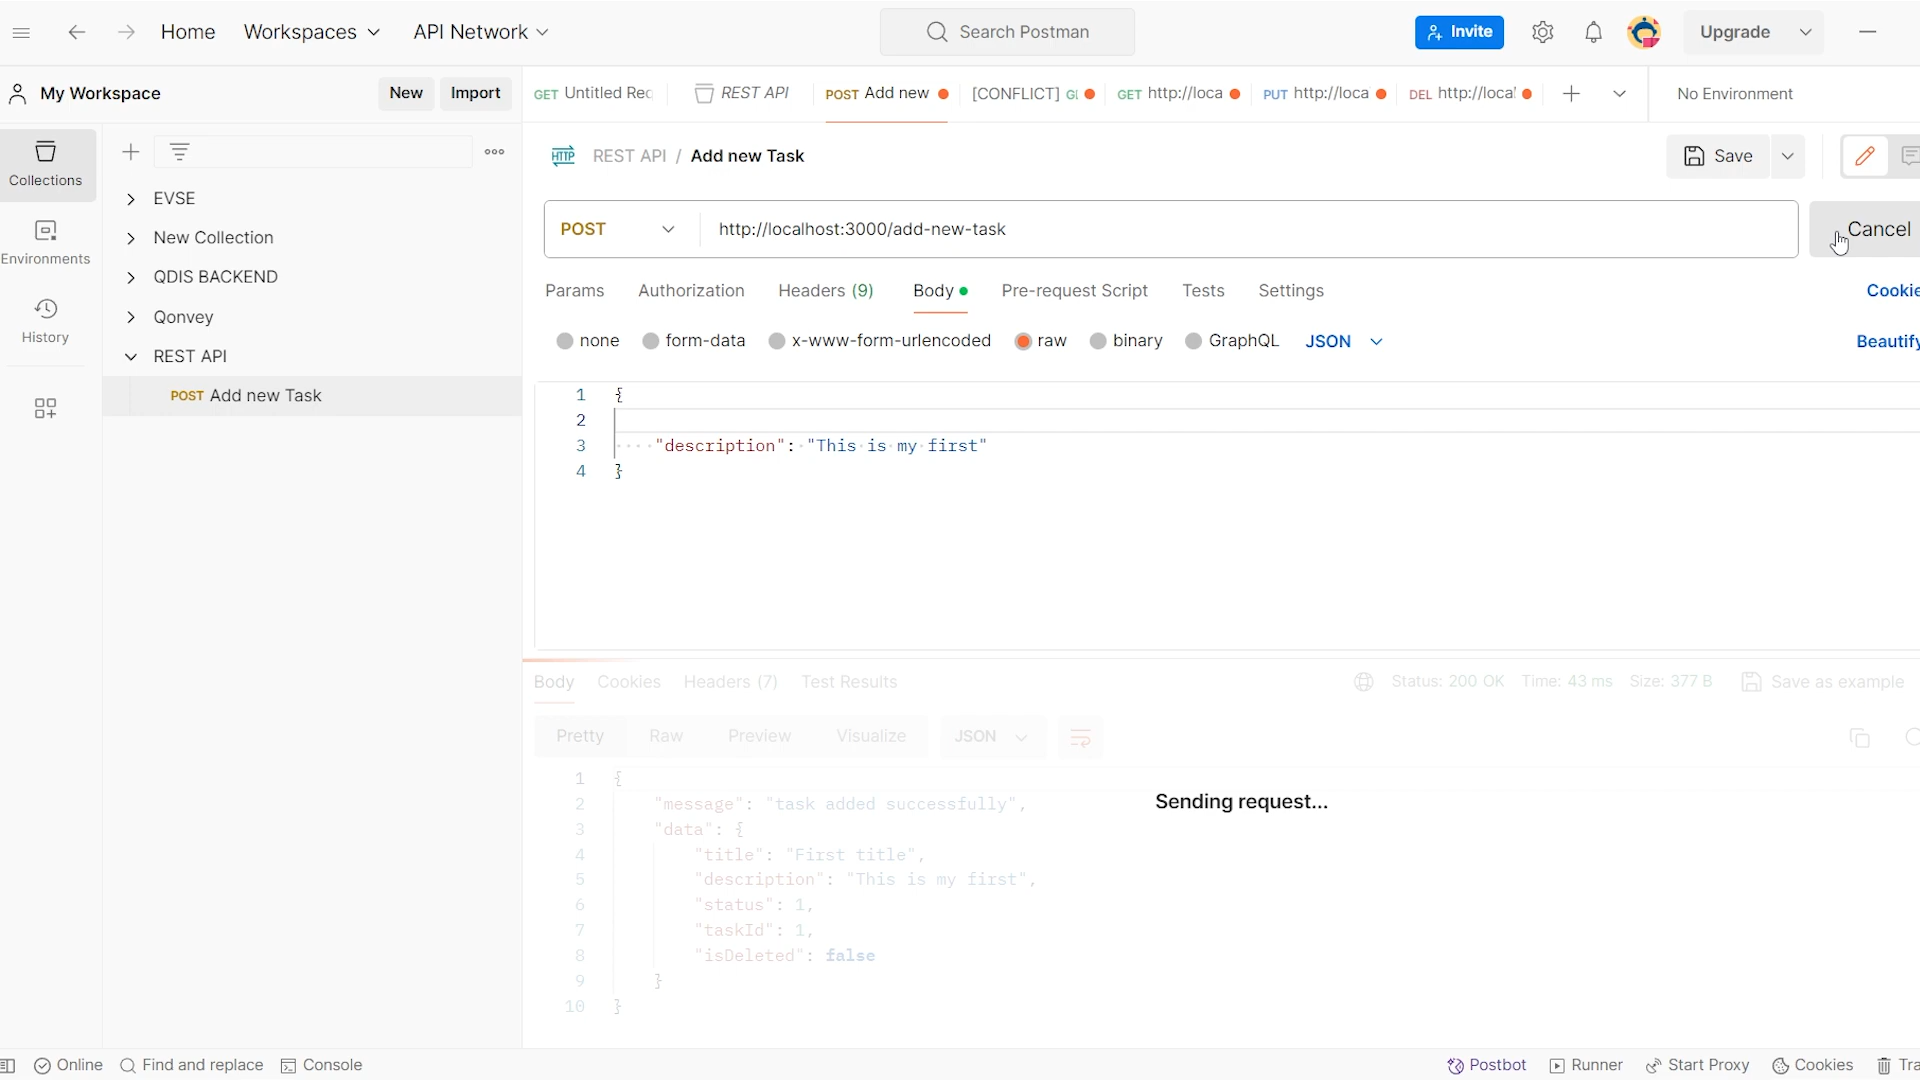 Home Workspaces API Network Search Postman Invite Upgrade
My Workspace New Import GET Untitled Rec REST API POST Add new [CONFLICT] GET http://loca PUT http://loca DEL http://local No Environment
Collections
Environments
History
EVSE
New Collection
QDIS BACKEND
Qonvey
REST API
POST Add new Task
HTTP REST API / Add new Task Save
POST http://localhost:3000/add-new-task Cancel
Params Authorization Headers (9) Body Pre-request Script Tests Settings Cookie
none form-data x-www-form-urlencoded raw binary GraphQL JSON Beautify
1 {
2
3 "description": "This is my first"
4 }
Body Cookies Headers (7) Test Results Status: 200 OK Time: 43 ms Size: 377 B Save as example
Pretty Raw Preview Visualize JSON
Sending request...
1 {
2 "message": "task added successfully",
3 "data": {
4 "title": "First title",
5 "description": "This is my first",
6 "status": 1,
7 "taskId": 1,
8 "isDeleted": false
9 }
10 }
Online Find and replace Console Postbot Runner Start Proxy Cookies Tra